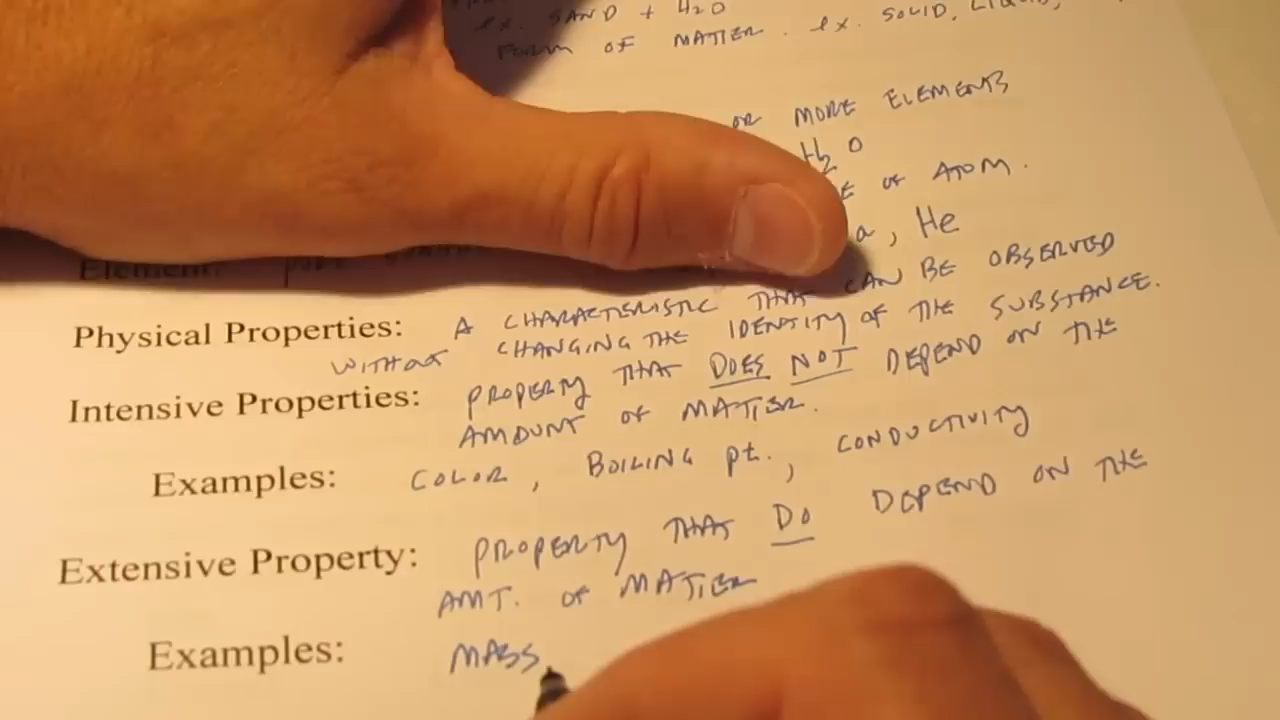 ex. SAND + H2O
FORM OF MATTER. ex. SOLID, LIQUID,
OR MORE ELEMENTS
H2O
OF ATOM.
a, He
Element:
Physical Properties: A CHARACTERISTIC THAT CAN BE OBSERVED
WITHOUT CHANGING THE IDENTITY OF THE SUBSTANCE.
Intensive Properties: PROPERTY THAT DOES NOT DEPEND ON THE
AMOUNT OF MATTER.
Examples: COLOR, BOILING pt., CONDUCTIVITY
Extensive Property: PROPERTY THAT DO DEPEND ON THE
AMT. OF MATTER
Examples: MASS